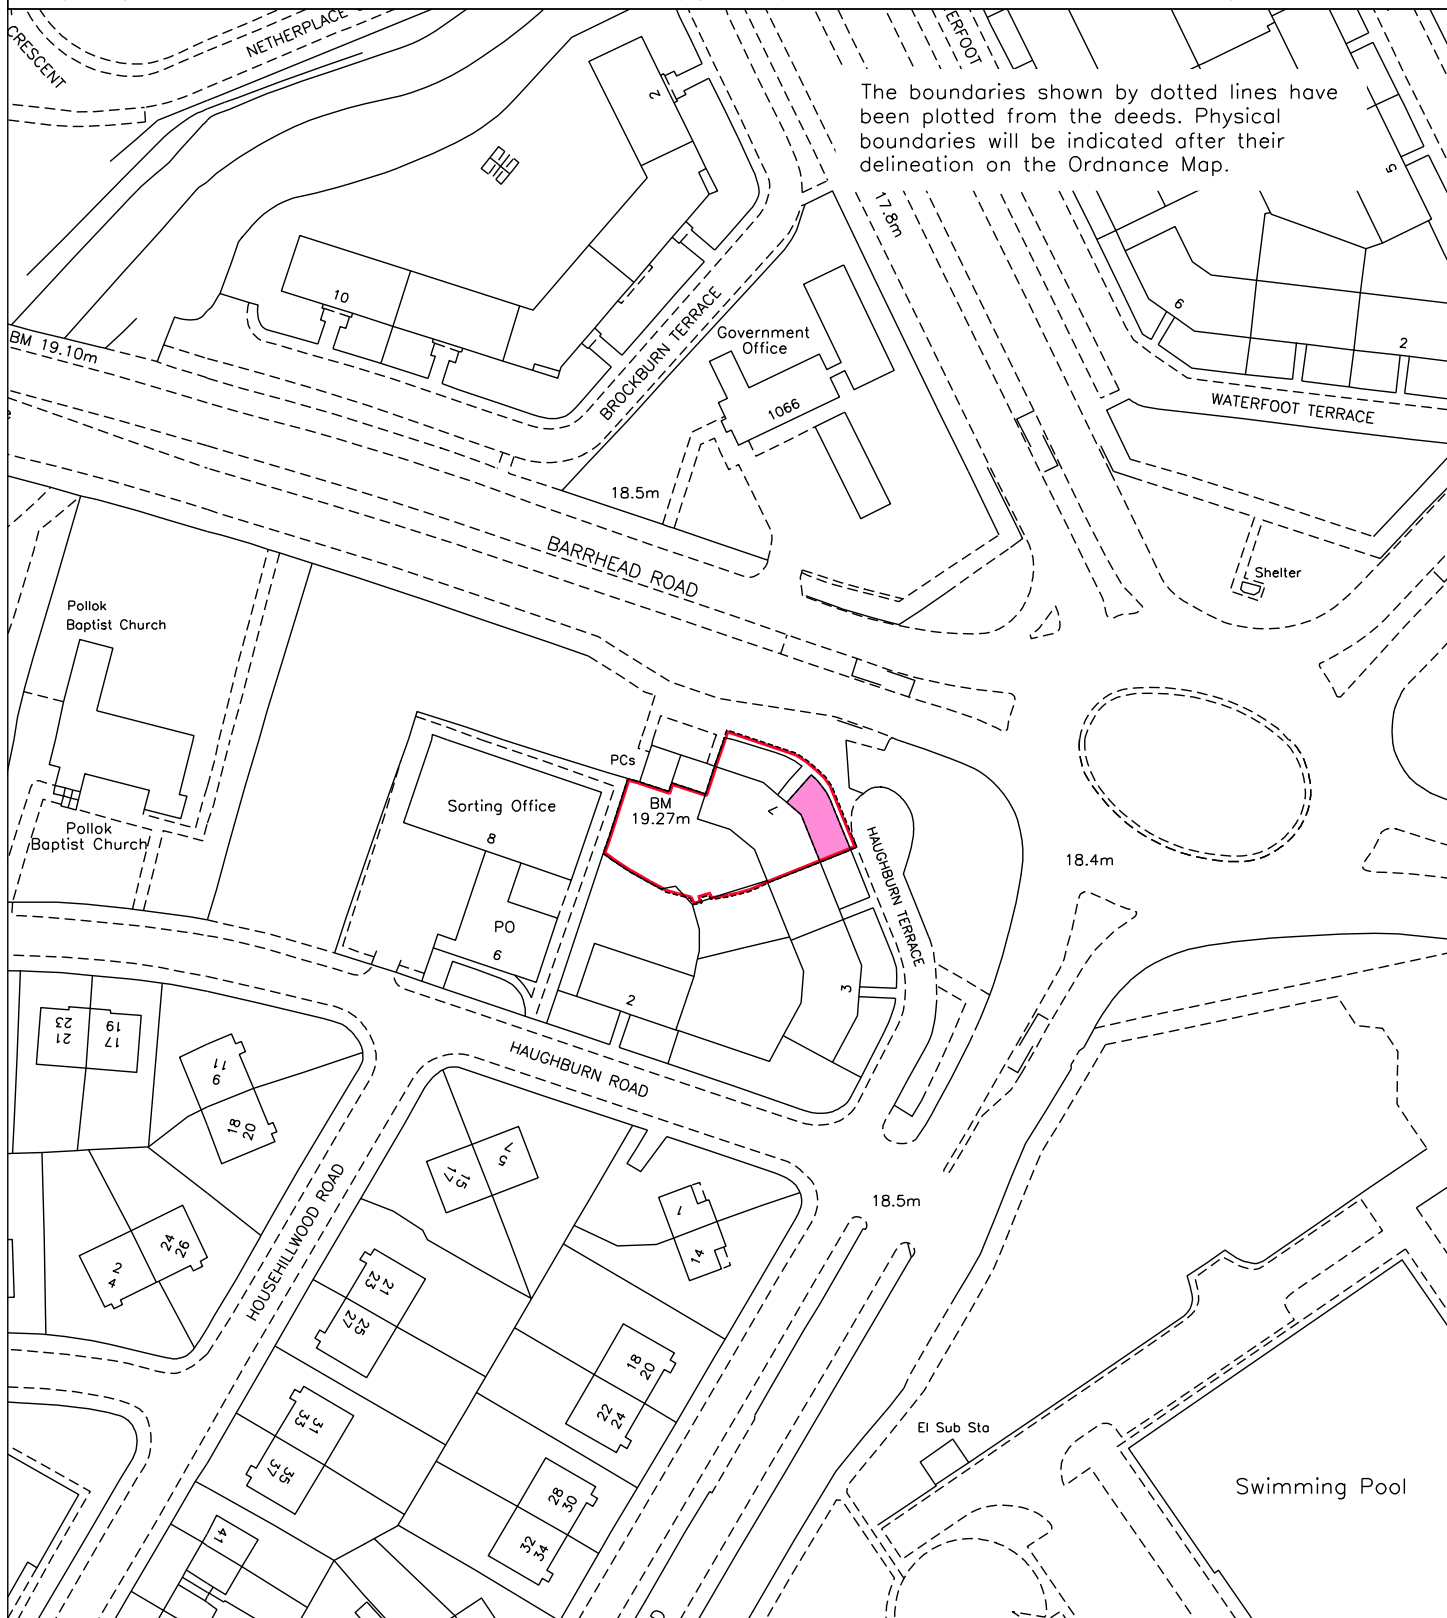 CRESCENT
NETHERPLACE
ERFOOT
The boundaries shown by dotted lines have
been plotted from the deeds. Physical
boundaries will be indicated after their
delineation on the Ordnance Map.
2
5
17.8m
10
BM 19.10m
BROCKBURN TERRACE
Government
Office
1066
6
2
WATERFOOT TERRACE
18.5m
BARRHEAD ROAD
Shelter
Pollok
Baptist Church
PCs
BM
19.27m
7
Sorting Office
8
Pollok
Baptist Church
HAUGHBURN TERRACE
18.4m
PO
6
2
3
HAUGHBURN ROAD
23
21
19
17
11
9
18
20
7
5
15
17
HOUSEHILLWOOD ROAD
1
14
18.5m
24
26
2
4
21
23
25
27
18
20
22
24
31
33
35
37
El Sub Sta
28
30
32
34
Swimming Pool
41